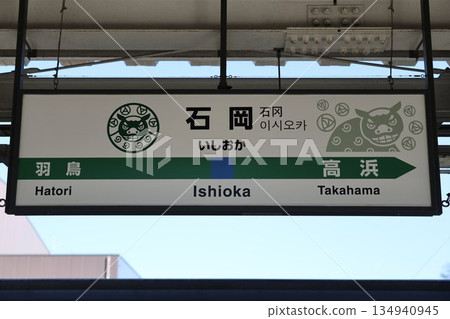 石岡
石冈
이시오카
いしおか
羽鳥
高浜
Hatori
Ishioka
Takahama
134940945